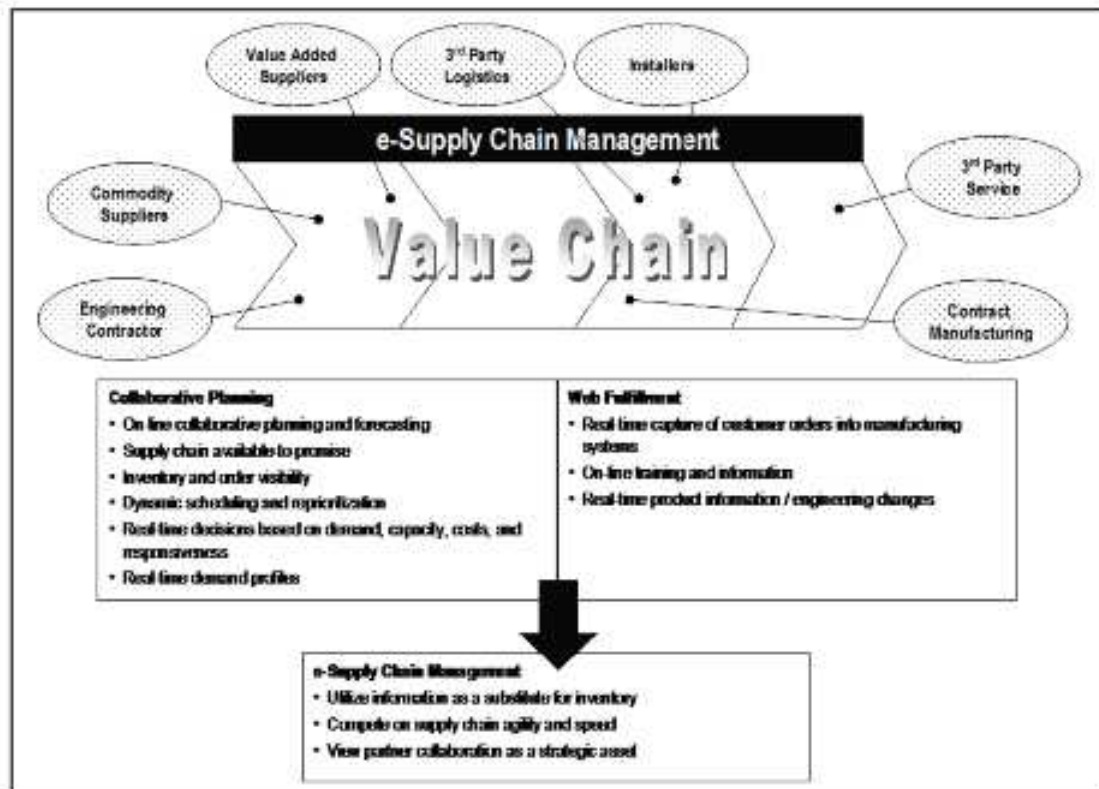 Value Added
Suppliers
3rd Party
Logistics
Installers
e-Supply Chain Management
Commodity
Suppliers
3rd Party
Service
Value Chain
Engineering
Contractor
Contract
Manufacturing
Collaborative Planning
• On-line collaborative planning and forecasting
• Supply chain available to promise
• Inventory and order visibility
• Dynamic scheduling and reprioritization
• Real-time decisions based on demand, capacity, costs, and
responsiveness
• Real-time demand profiles
Web Fulfillment
• Real-time capture of customer orders into manufacturing
systems
• On-line training and information
• Real-time product information / engineering changes
e-Supply Chain Management
• Utilize information as a substitute for inventory
• Compete on supply chain agility and speed
• View partner collaboration as a strategic asset